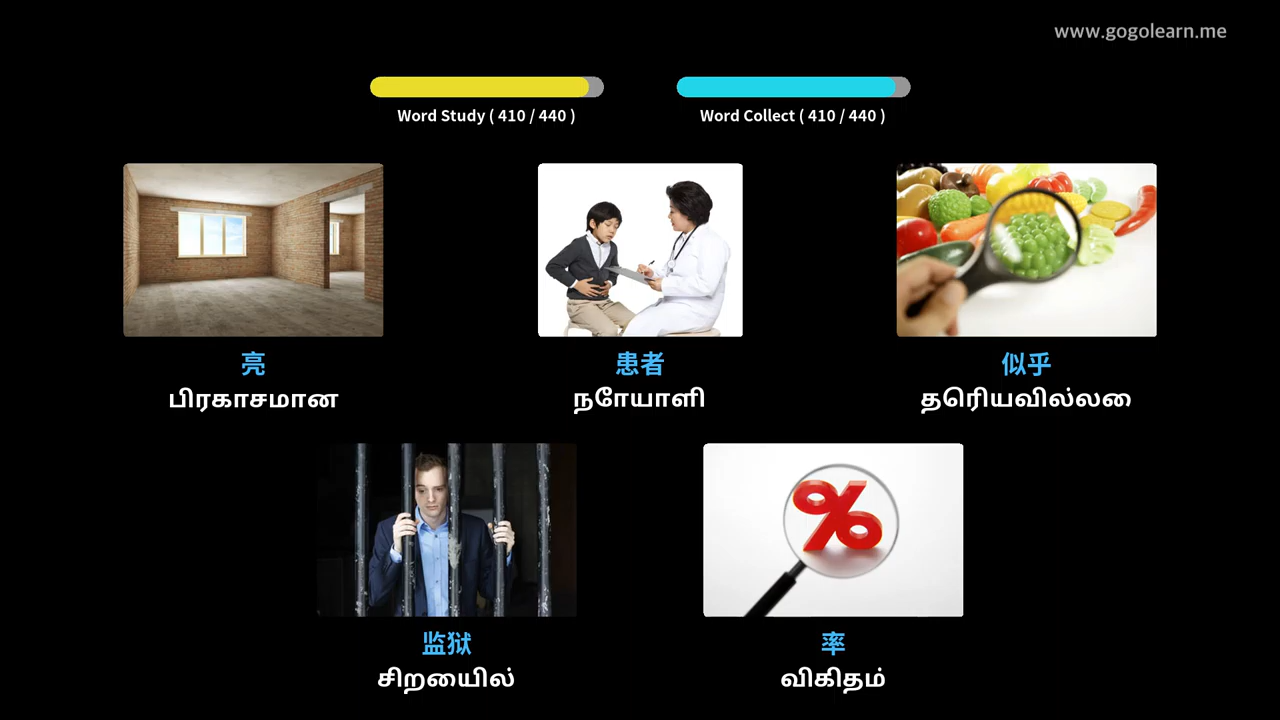 www.gogolearn.me
Word Study ( 410 / 440 )
Word Collect ( 410 / 440 )
亮
பிரகாசமான
患者
நோயாளி
似乎
தெரியவில்லை
监狱
சிறையில்
率
விகிதம்